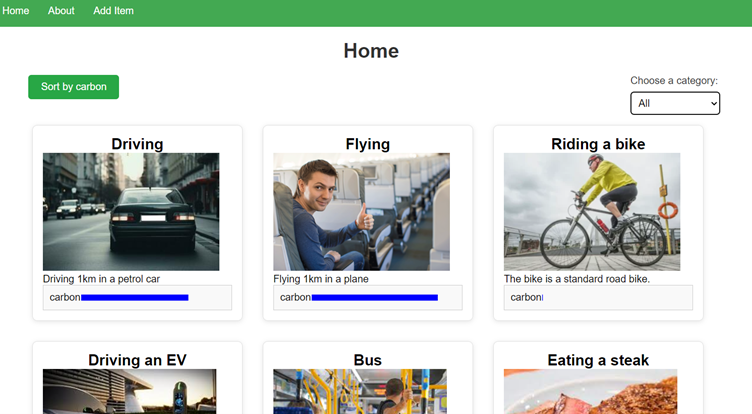 Home About Add Item
Home
Sort by carbon
Choose a category:
All
Driving
Driving 1km in a petrol car
carbon
Flying
Flying 1km in a plane
carbon
Riding a bike
The bike is a standard road bike.
carbon
Driving an EV
Bus
Eating a steak